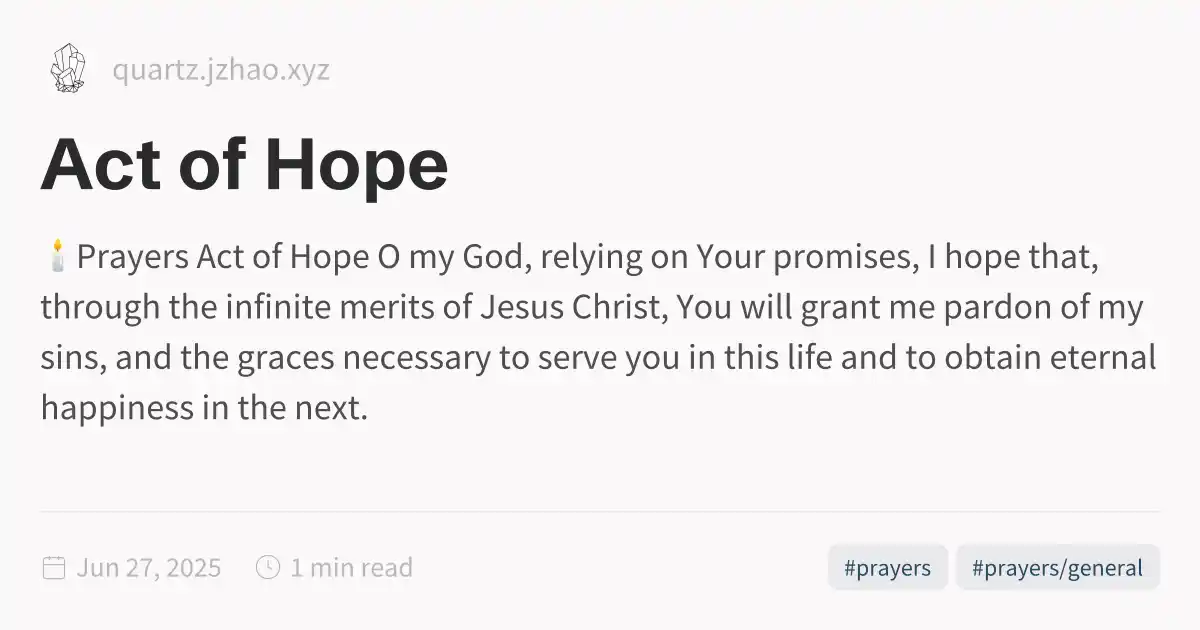 quartz.jzhao.xyz
Act of Hope
🕯️ Prayers Act of Hope O my God, relying on Your promises, I hope that,
through the infinite merits of Jesus Christ, You will grant me pardon of my
sins, and the graces necessary to serve you in this life and to obtain eternal
happiness in the next.
Jun 27, 2025 1 min read #prayers #prayers/general